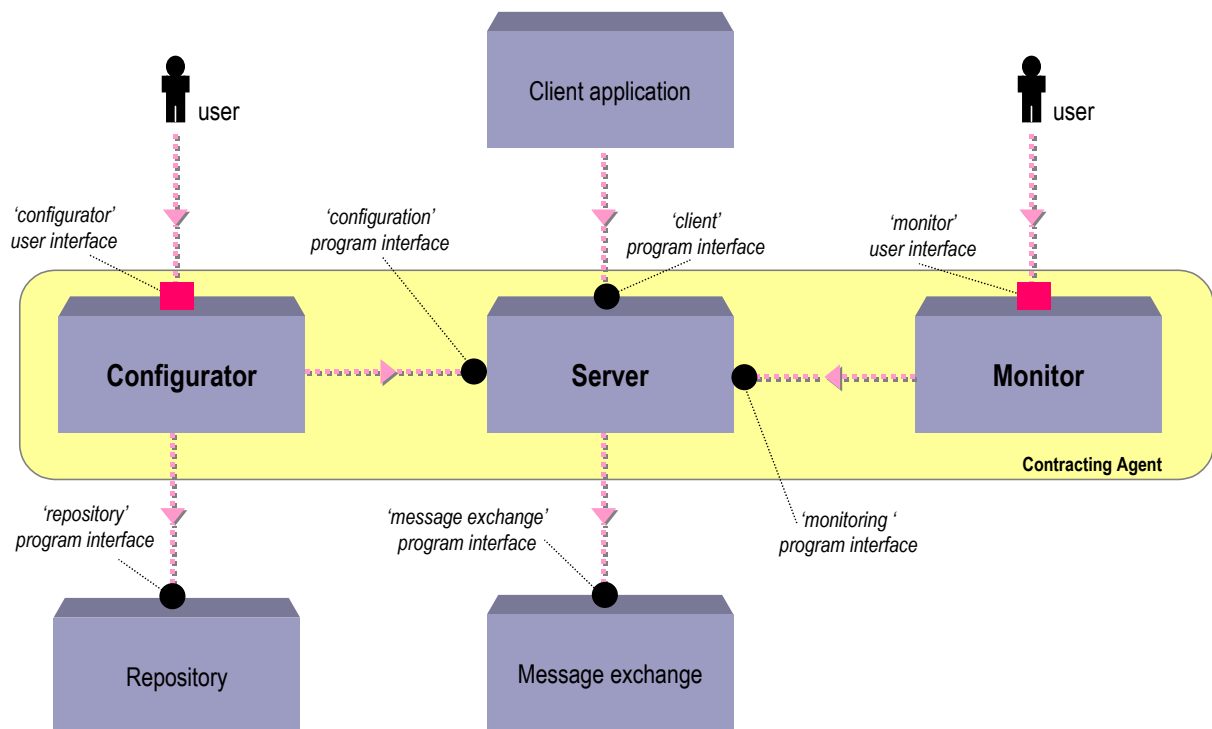 Client application
user
user
‘configurator’
user interface
‘configuration’
program interface
‘client’
program interface
‘monitor’
user interface
Configurator
Server
Monitor
Contracting Agent
‘repository’
program interface
‘message exchange’
program interface
‘monitoring ‘
program interface
Repository
Message exchange